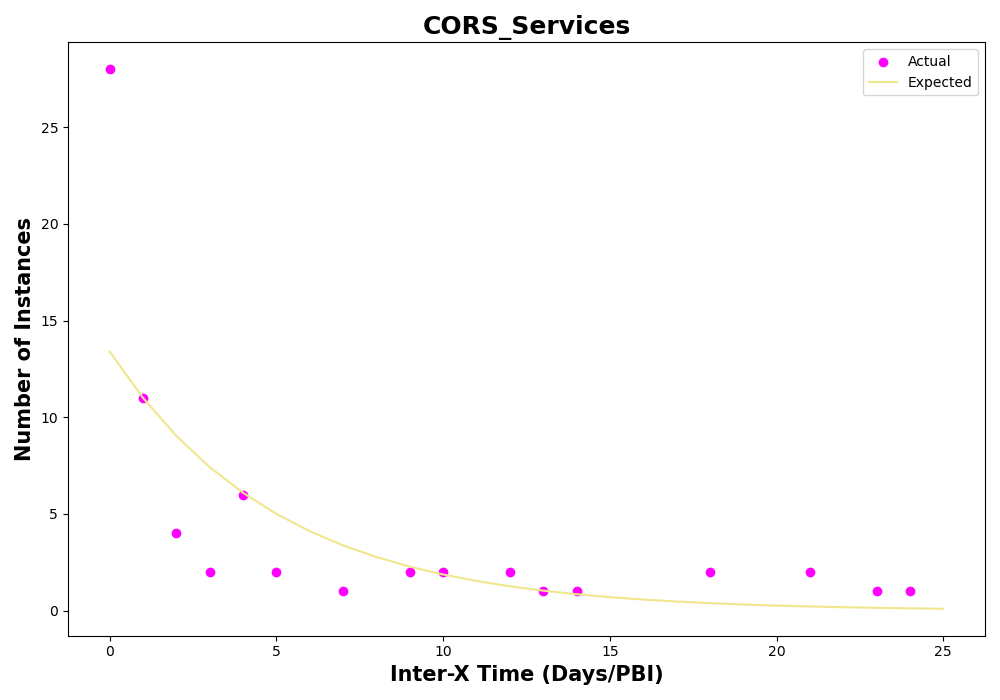 CORS_Services
Actual
Expected
Number of Instances
25
20
15
10
5
0
0
5
10
15
20
25
Inter-X Time (Days/PBI)